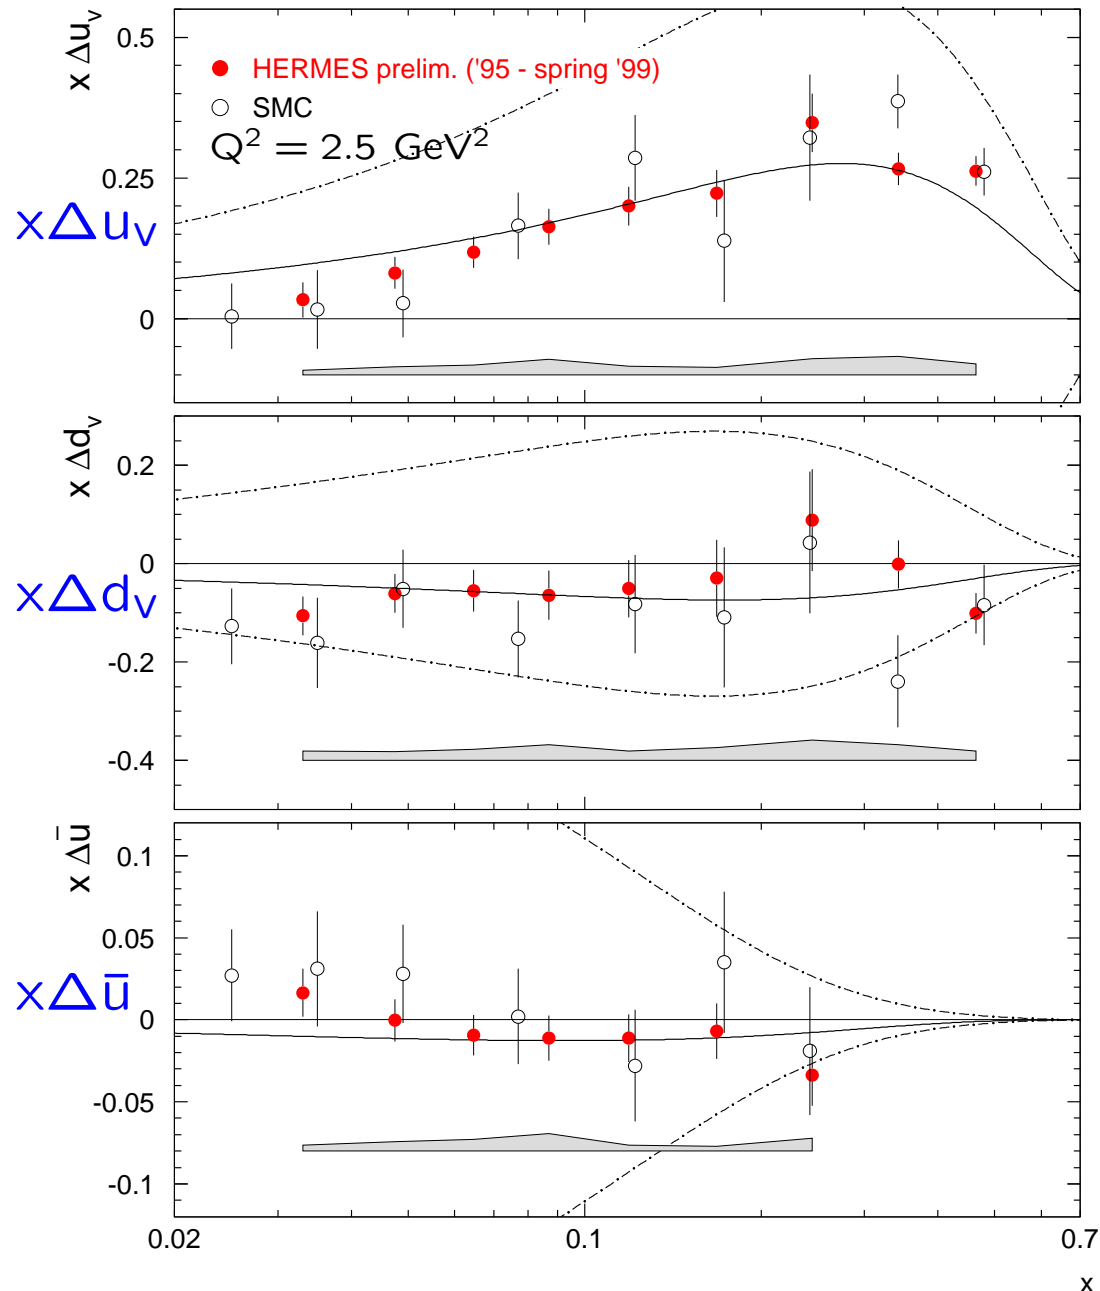 x Δu_v
0.5
HERMES prelim. ('95 - spring '99)
SMC
Q² = 2.5 GeV²
0.25
xΔu_V
0
x Δd_v
0.2
0
xΔd_V
-0.2
-0.4
x Δū
0.1
0.05
xΔū
0
-0.05
-0.1
0.02 0.1 0.7
x